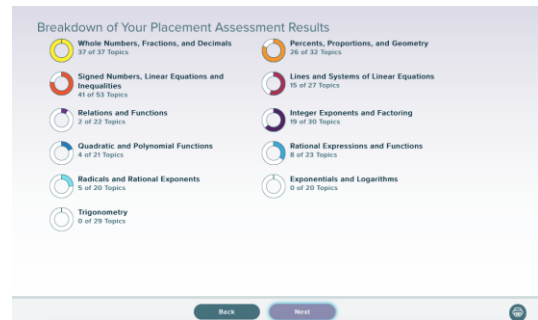 Breakdown of Your Placement Assessment Results
Whole Numbers, Fractions, and Decimals
37 of 37 Topics
Percents, Proportions, and Geometry
26 of 32 Topics
Signed Numbers, Linear Equations and
Inequalities
41 of 53 Topics
Lines and Systems of Linear Equations
15 of 27 Topics
Relations and Functions
2 of 22 Topics
Integer Exponents and Factoring
19 of 30 Topics
Quadratic and Polynomial Functions
4 of 21 Topics
Rational Expressions and Functions
8 of 23 Topics
Radicals and Rational Exponents
5 of 20 Topics
Exponentials and Logarithms
0 of 20 Topics
Trigonometry
0 of 29 Topics
Back
Next